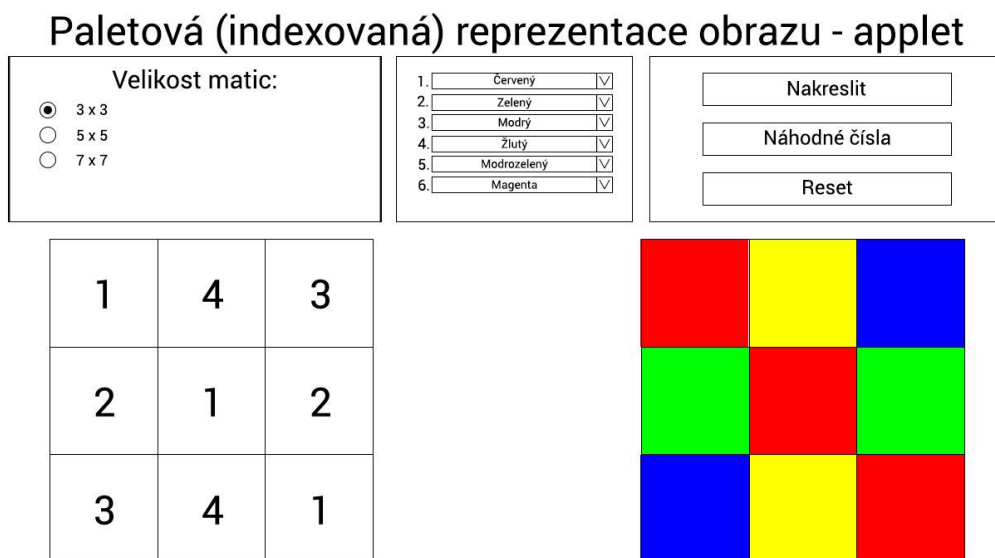 Paletová (indexovaná) reprezentace obrazu - applet
Velikost matic:
3 x 3
5 x 5
7 x 7
1. Červený
2. Zelený
3. Modrý
4. Žlutý
5. Modrozelený
6. Magenta
Nakreslit
Náhodné čísla
Reset
1 4 3
2 1 2
3 4 1